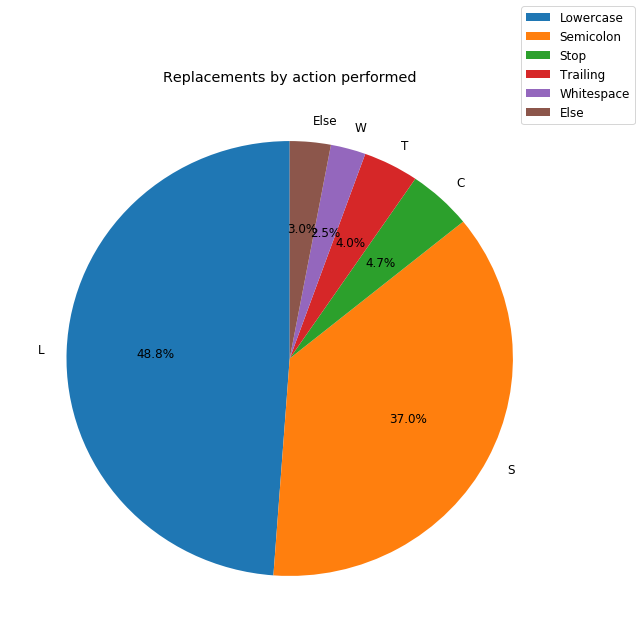 Lowercase
Semicolon
Stop
Trailing
Whitespace
Else
Replacements by action performed
Else
W
T
C
3.0%
2.5%
4.0%
4.7%
L
48.8%
37.0%
S